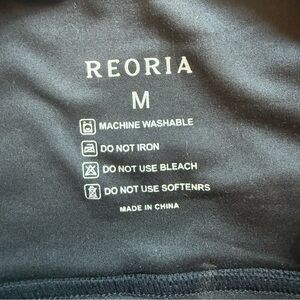 REORIA
M
MACHINE WASHABLE
DO NOT IRON
DO NOT USE BLEACH
DO NOT USE SOFTENRS
MADE IN CHINA